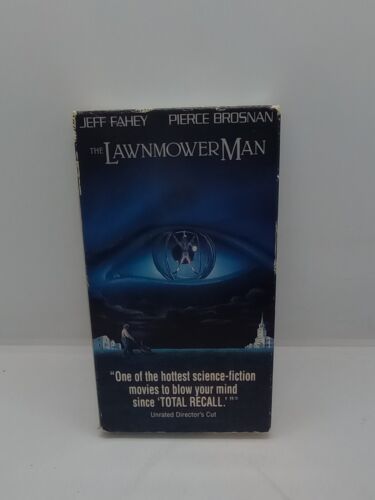 JEFF FAHEY PIERCE BROSNAN
THE LAWNMOWER MAN
"One of the hottest science-fiction
movies to blow your mind
since 'TOTAL RECALL.'
Unrated Director's Cut